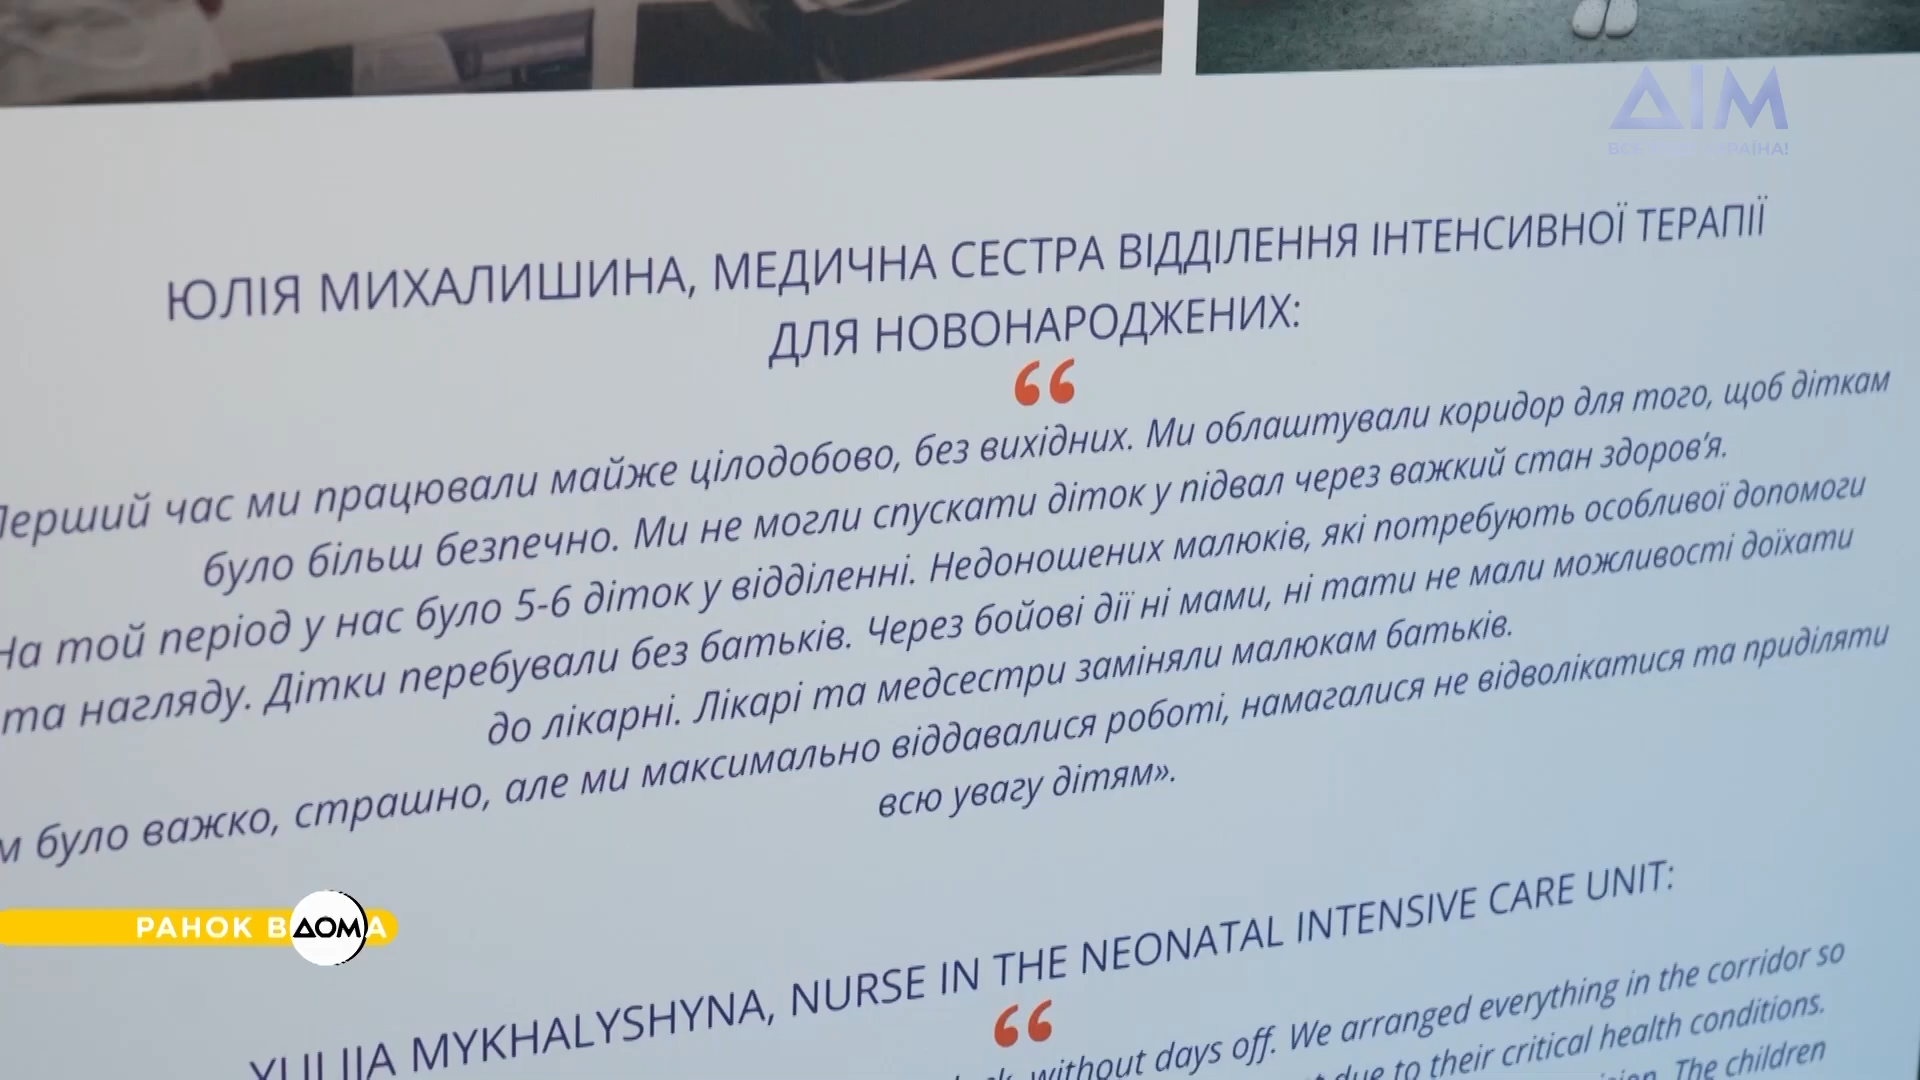 ДІМ
ЮЛІЯ МИХАЛИШИНА, МЕДИЧНА СЕСТРА ВІДДІЛЕННЯ ІНТЕНСИВНОЇ ТЕРАПІЇ
ДЛЯ НОВОНАРОДЖЕНИХ:
“
Перший час ми працювали майже цілодобово, без вихідних. Ми облаштували коридор для того, щоб діткам
було більш безпечно. Ми не могли спускати діток у підвал через важкий стан здоров’я.
На той період у нас було 5-6 діток у відділенні. Недоношених малюків, які потребують особливої допомоги
та нагляду. Дітки перебували без батьків. Через бойові дії ні мами, ні тати не мали можливості доїхати
до лікарні. Лікарі та медсестри заміняли малюкам батьків.
було важко, страшно, але ми максимально віддавалися роботі, намагалися не відволікатися та приділяти
всю увагу дітям».
РАНОК ВДОМА
YULIIA MYKHALYSHYNA, NURSE IN THE NEONATAL INTENSIVE CARE UNIT:
“
without days off. We arranged everything in the corridor so
due to their critical health conditions.
The children